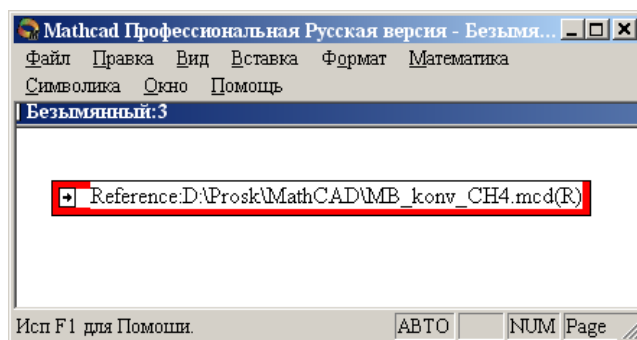 Mathcad Профессиональная Русская версия - Безымя...
Файл Правка Вид Вставка Формат Математика
Символика Окно Помощь
Безымянный:3
Reference:D:\Prosk\MathCAD\MB_konv_CH4.mcd(R)
Исп F1 для Помоши. АВТО NUM Page